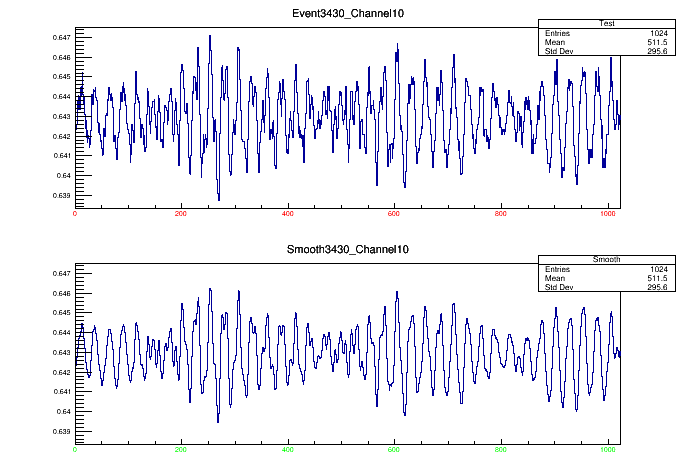 Event3430_Channel10
Test
Entries 1024
Mean 511.5
Std Dev 295.6
0.647
0.646
0.645
0.644
0.643
0.642
0.641
0.64
0.639
0 200 400 600 800 1000
Smooth3430_Channel10
Smooth
Entries 1024
Mean 511.5
Std Dev 295.6
0.647
0.646
0.645
0.644
0.643
0.642
0.641
0.64
0.639
0 200 400 600 800 1000